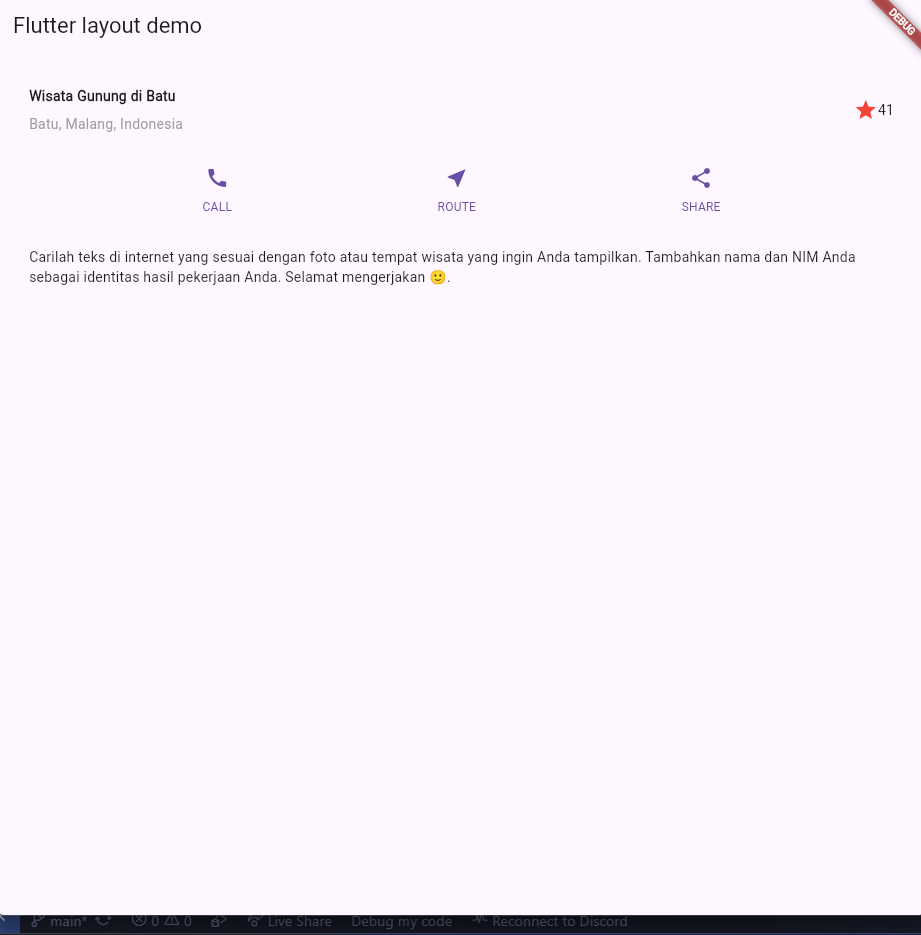 Flutter layout demo
DEBUG
Wisata Gunung di Batu
Batu, Malang, Indonesia
41
CALL
ROUTE
SHARE
Carilah teks di internet yang sesuai dengan foto atau tempat wisata yang ingin Anda tampilkan. Tambahkan nama dan NIM Anda
sebagai identitas hasil pekerjaan Anda. Selamat mengerjakan 🙂.
main* 0 0 Live Share Debug my code Reconnect to Discord